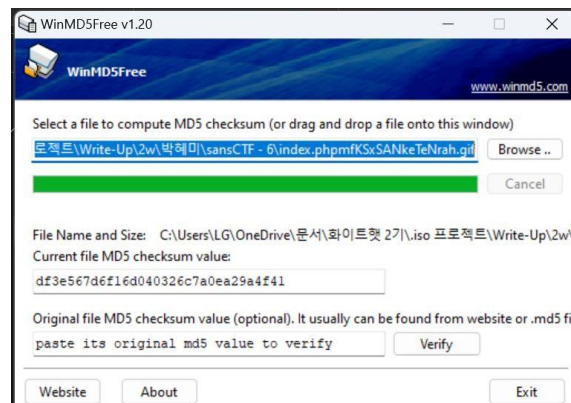 WinMD5Free v1.20
WinMD5Free
www.winmd5.com
Select a file to compute MD5 checksum (or drag and drop a file onto this window)
로젝트\Write-Up\2w\박혜미\sansCTF - 6\index.phpmfKSxSANkeTeNrah.gif
Browse ..
Cancel
File Name and Size: C:\Users\LG\OneDrive\문서\화이트햇 2기\.iso 프로젝트\Write-Up\2w\
Current file MD5 checksum value:
df3e567d6f16d040326c7a0ea29a4f41
Original file MD5 checksum value (optional). It usually can be found from website or .md5 fi
paste its original md5 value to verify
Verify
Website
About
Exit